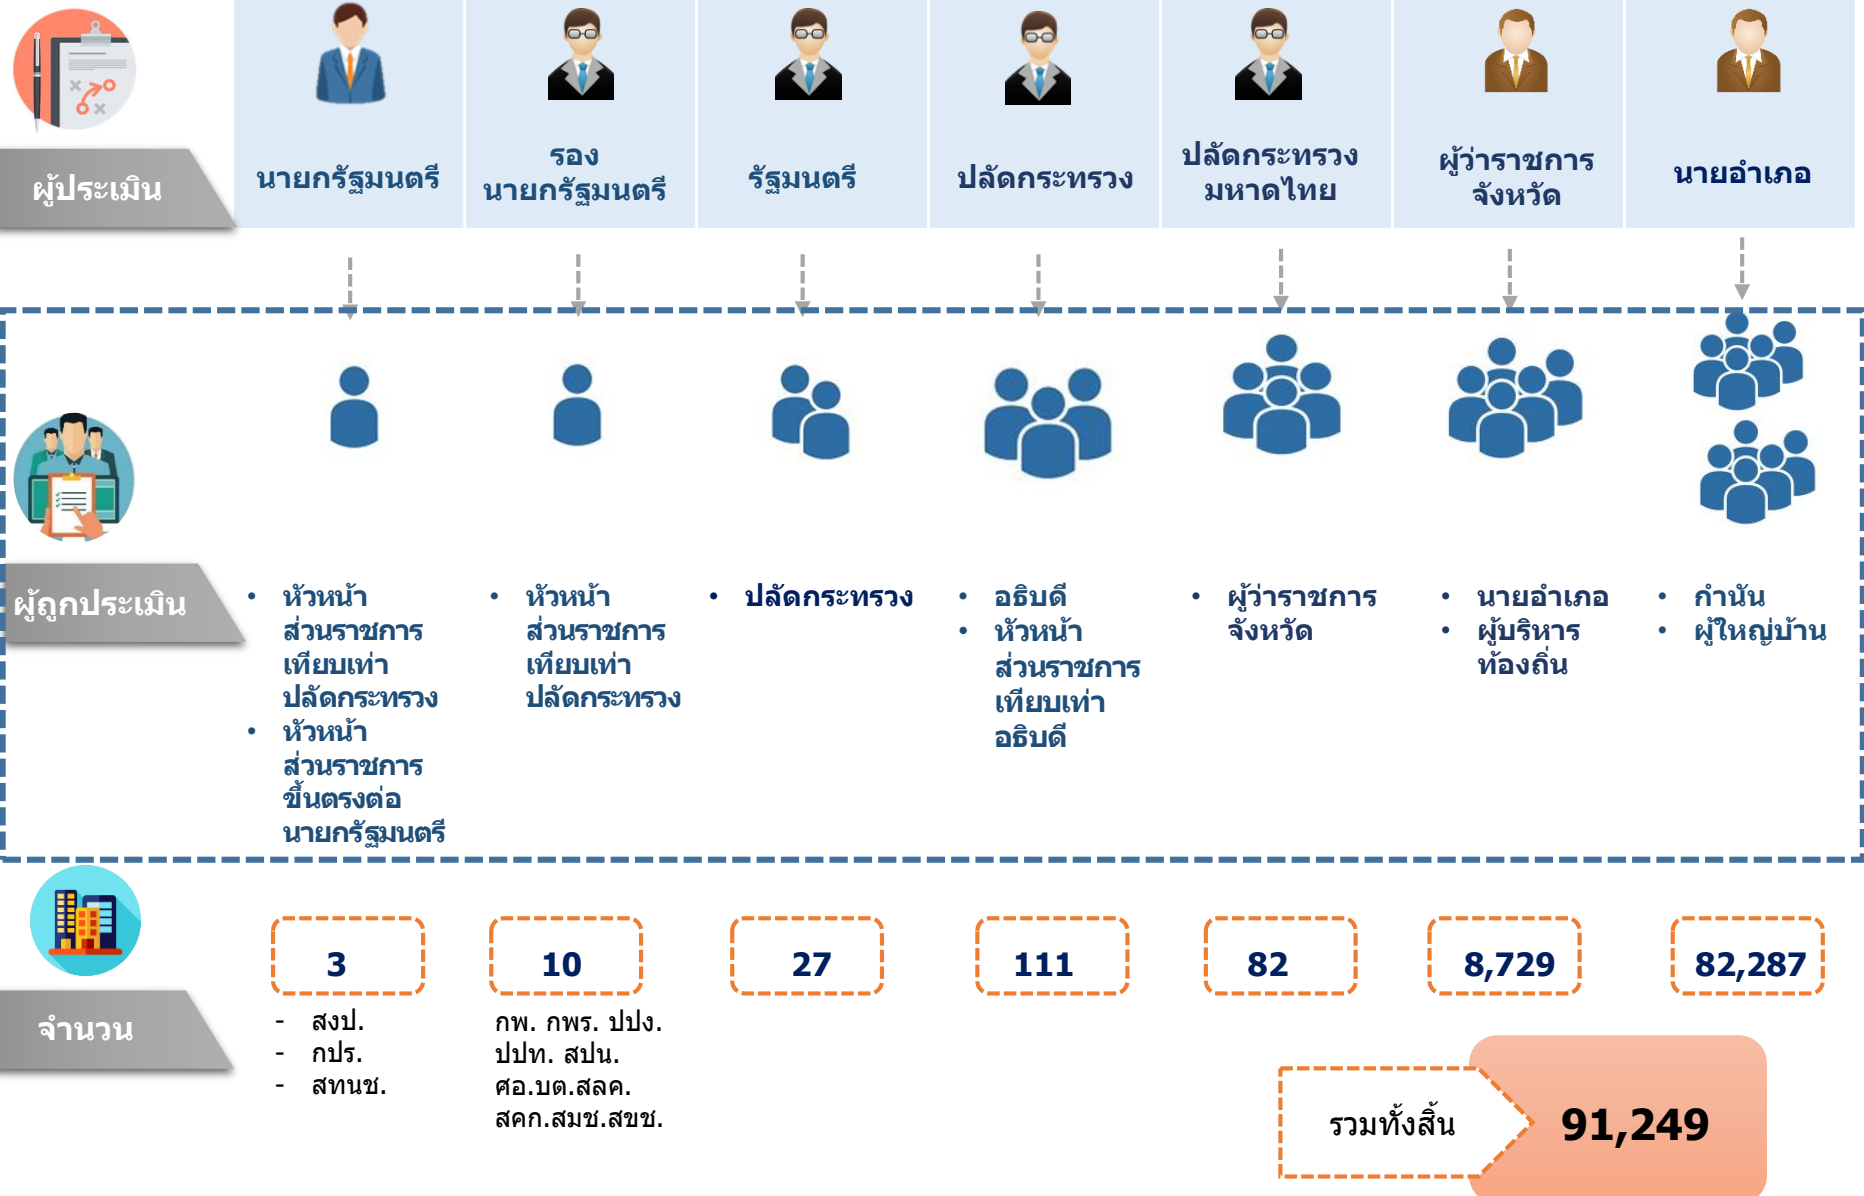 ผู้ประเมิน
นายกรัฐมนตรี
รอง
นายกรัฐมนตรี
รัฐมนตรี
ปลัดกระทรวง
ปลัดกระทรวง
มหาดไทย
ผู้ว่าราชการ
จังหวัด
นายอำเภอ
ผู้ถูกประเมิน
• หัวหน้า
ส่วนราชการ
เทียบเท่า
ปลัดกระทรวง
• หัวหน้า
ส่วนราชการ
ขึ้นตรงต่อ
นายกรัฐมนตรี
• หัวหน้า
ส่วนราชการ
เทียบเท่า
ปลัดกระทรวง
• ปลัดกระทรวง
• อธิบดี
• หัวหน้า
ส่วนราชการ
เทียบเท่า
อธิบดี
• ผู้ว่าราชการ
จังหวัด
• นายอำเภอ
• ผู้บริหาร
ท้องถิ่น
• กำนัน
• ผู้ใหญ่บ้าน
จำนวน
3
- สงป.
- กปร.
- สทนช.
10
กพ. กพร. ปปง.
ปปท. สปน.
ศอ.บต.สลค.
สคก.สมช.สขช.
27
111
82
8,729
82,287
รวมทั้งสิ้น
91,249